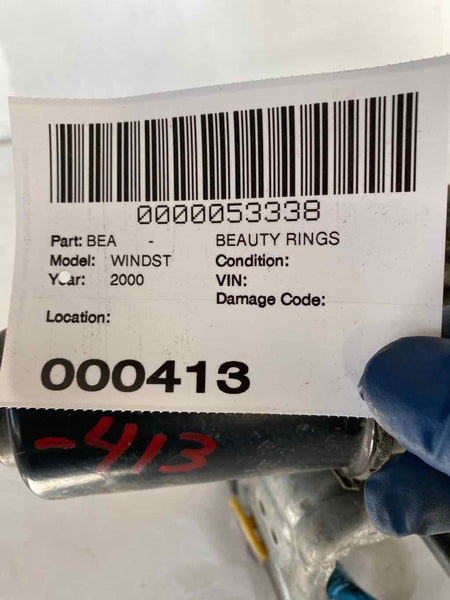 0000053338
Part: BEA - BEAUTY RINGS
Model: WINDST Condition:
Year: 2000 VIN:
Damage Code:
Location:
000413
-413